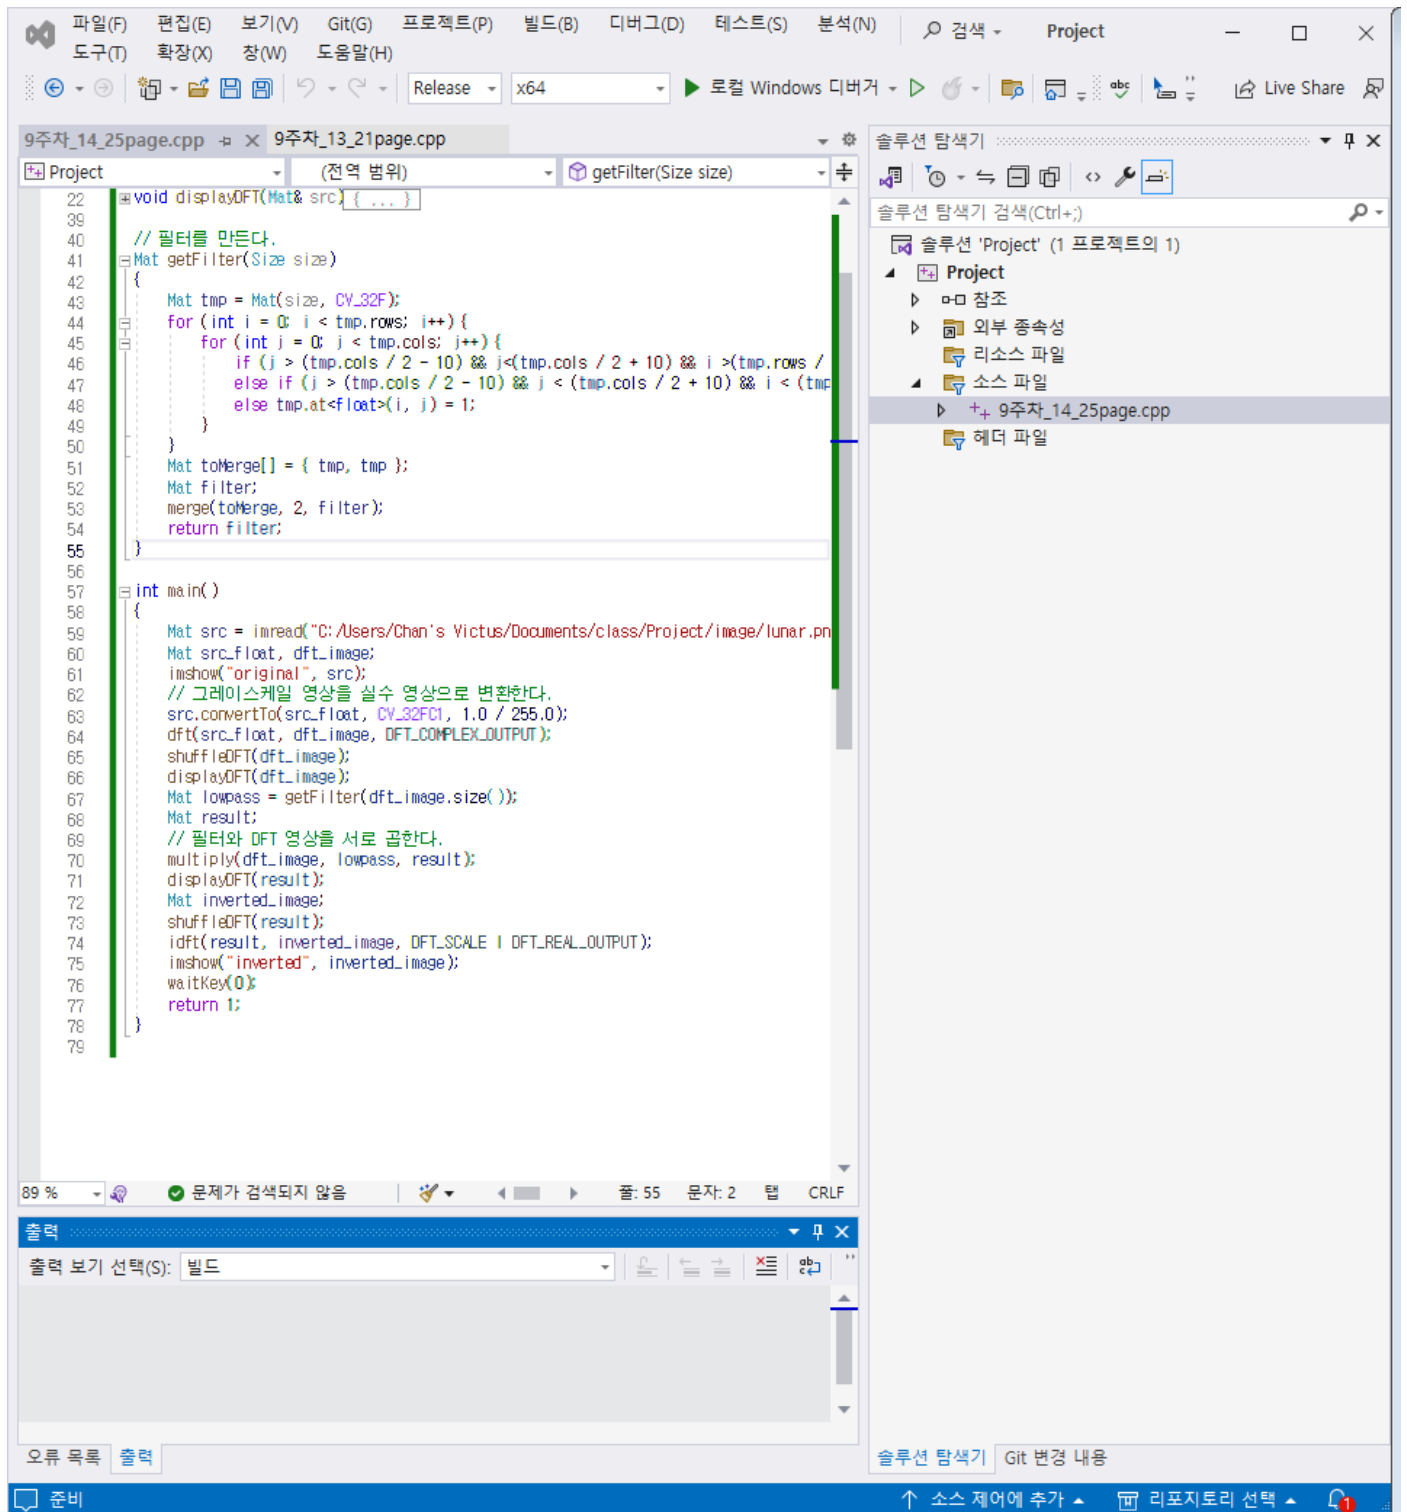 파일(F) 편집(E) 보기(V) Git(G) 프로젝트(P) 빌드(B) 디버그(D) 테스트(S) 분석(N) 검색 Project
도구(T) 확장(X) 창(W) 도움말(H)
Release x64 로컬 Windows 디버거 Live Share
9주차_14_25page.cpp 9주차_13_21page.cpp
Project (전역 범위) getFilter(Size size)
22 void displayDFT(Mat& src) { ... }
39
40 // 필터를 만든다.
41 Mat getFilter(Size size)
42 {
43 Mat tmp = Mat(size, CV_32F);
44 for (int i = 0; i < tmp.rows; i++) {
45 for (int j = 0; j < tmp.cols; j++) {
46 if (j > (tmp.cols / 2 - 10) && j<(tmp.cols / 2 + 10) && i >(tmp.rows /
47 else if (j > (tmp.cols / 2 - 10) && j < (tmp.cols / 2 + 10) && i < (tmp
48 else tmp.at<float>(i, j) = 1;
49 }
50 }
51 Mat toMerge[] = { tmp, tmp };
52 Mat filter;
53 merge(toMerge, 2, filter);
54 return filter;
55 }
56
57 int main()
58 {
59 Mat src = imread("C:/Users/Chan's Victus/Documents/class/Project/image/lunar.pn
60 Mat src_float, dft_image;
61 imshow("original", src);
62 // 그레이스케일 영상을 실수 영상으로 변환한다.
63 src.convertTo(src_float, CV_32FC1, 1.0 / 255.0);
64 dft(src_float, dft_image, DFT_COMPLEX_OUTPUT);
65 shuffleDFT(dft_image);
66 displayDFT(dft_image);
67 Mat lowpass = getFilter(dft_image.size());
68 Mat result;
69 // 필터와 DFT 영상을 서로 곱한다.
70 multiply(dft_image, lowpass, result);
71 displayDFT(result);
72 Mat inverted_image;
73 shuffleDFT(result);
74 idft(result, inverted_image, DFT_SCALE | DFT_REAL_OUTPUT);
75 imshow("inverted", inverted_image);
76 waitKey(0);
77 return 1;
78 }
79
89 % 문제가 검색되지 않음 줄: 55 문자: 2 탭 CRLF
출력
출력 보기 선택(S): 빌드
오류 목록 출력
솔루션 탐색기
솔루션 탐색기 검색(Ctrl+;)
솔루션 'Project' (1 프로젝트의 1)
Project
참조
외부 종속성
리소스 파일
소스 파일
9주차_14_25page.cpp
헤더 파일
솔루션 탐색기 Git 변경 내용
준비 소스 제어에 추가 리포지토리 선택 1